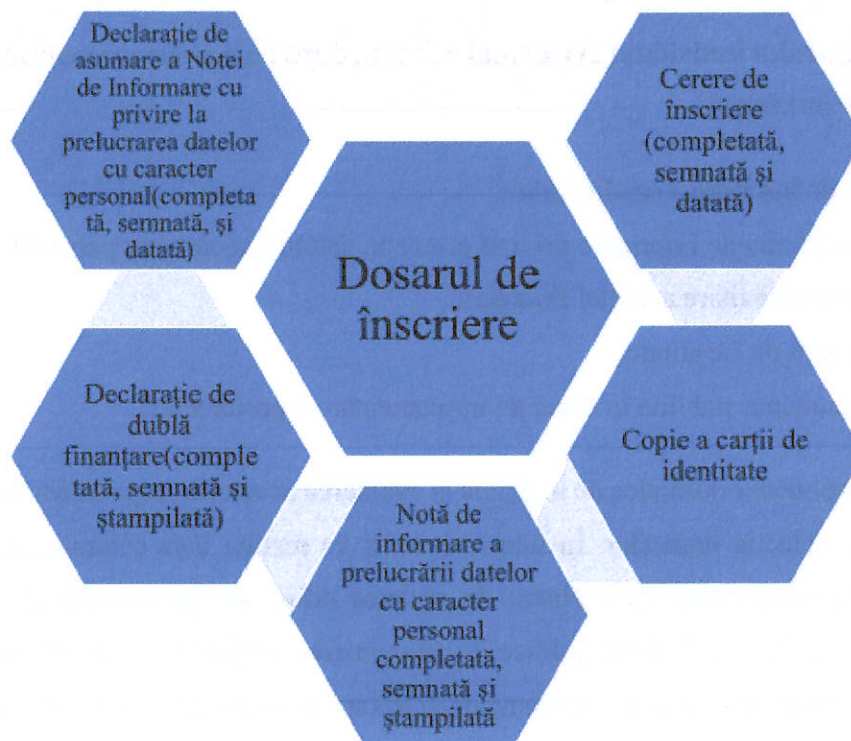 Declarație de
asumare a Notei
de Informare cu
privire la
prelucrarea datelor
cu caracter
personal(completa
tă, semnată, și
datată)
Cerere de
înscriere
(completată,
semnată și
datată)
Dosarul de
înscriere
Declarație de
dublă
finanțare(comple
tată, semnată și
ștampilată)
Copie a carții de
identitate
Notă de
informare a
prelucrării datelor
cu caracter
personal
completată,
semnată și
ștampilată